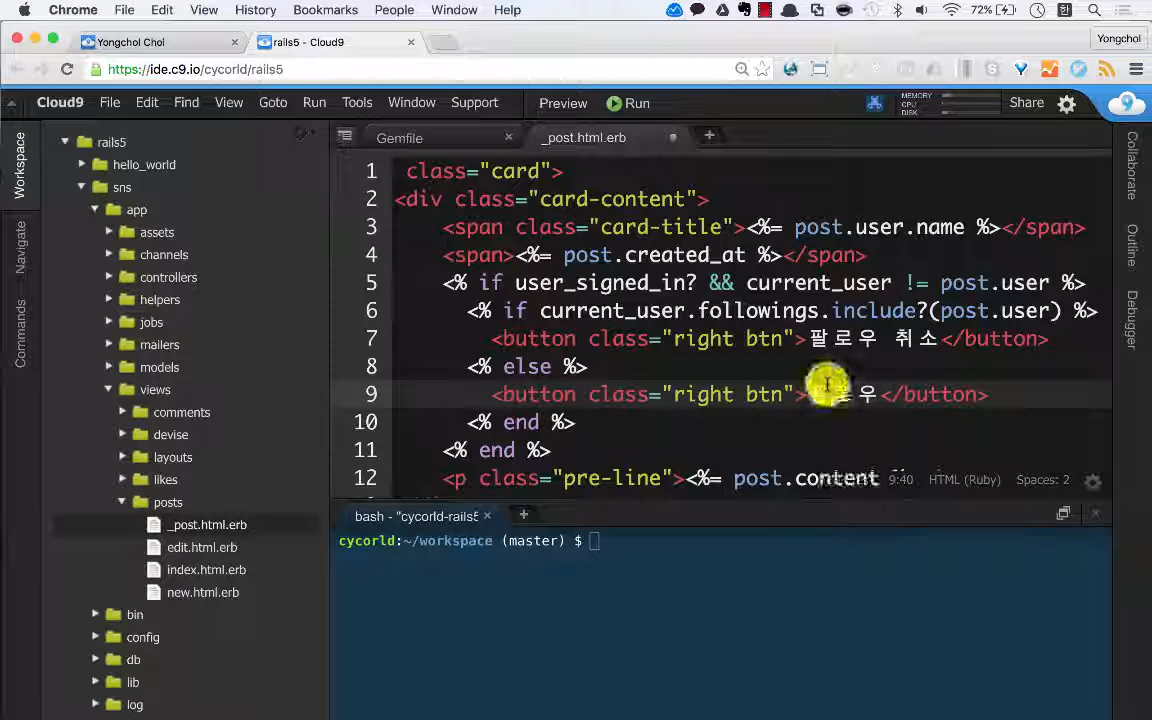 Chrome File Edit View History Bookmarks People Window Help 72% 한
Yongchol Choi × rails5 - Cloud9 × Yongchol
https://ide.c9.io/cycorld/rails5
Cloud9 File Edit Find View Goto Run Tools Window Support Preview Run MEMORY CPU DISK Share
Workspace
Navigate
Commands
rails5
hello_world
sns
app
assets
channels
controllers
helpers
jobs
mailers
models
views
comments
devise
layouts
likes
posts
_post.html.erb
edit.html.erb
index.html.erb
new.html.erb
bin
config
db
lib
log
Gemfile × _post.html.erb
1 class="card">
2 <div class="card-content">
3 <span class="card-title"><%= post.user.name %></span>
4 <span><%= post.created_at %></span>
5 <% if user_signed_in? && current_user != post.user %>
6 <% if current_user.followings.include?(post.user) %>
7 <button class="right btn">팔로우 취소</button>
8 <% else %>
9 <button class="right btn">우</button>
10 <% end %>
11 <% end %>
12 <p class="pre-line"><%= post.content
9:40 HTML (Ruby) Spaces: 2
bash - "cycorld-rails5 ×
cycorld:~/workspace (master) $
Collaborate
Outline
Debugger